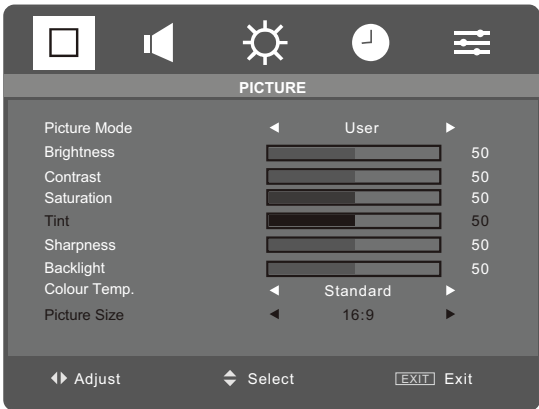 PICTURE
Picture Mode User
Brightness 50
Contrast 50
Saturation 50
Tint 50
Sharpness 50
Backlight 50
Colour Temp. Standard
Picture Size 16:9
Adjust Select EXIT Exit